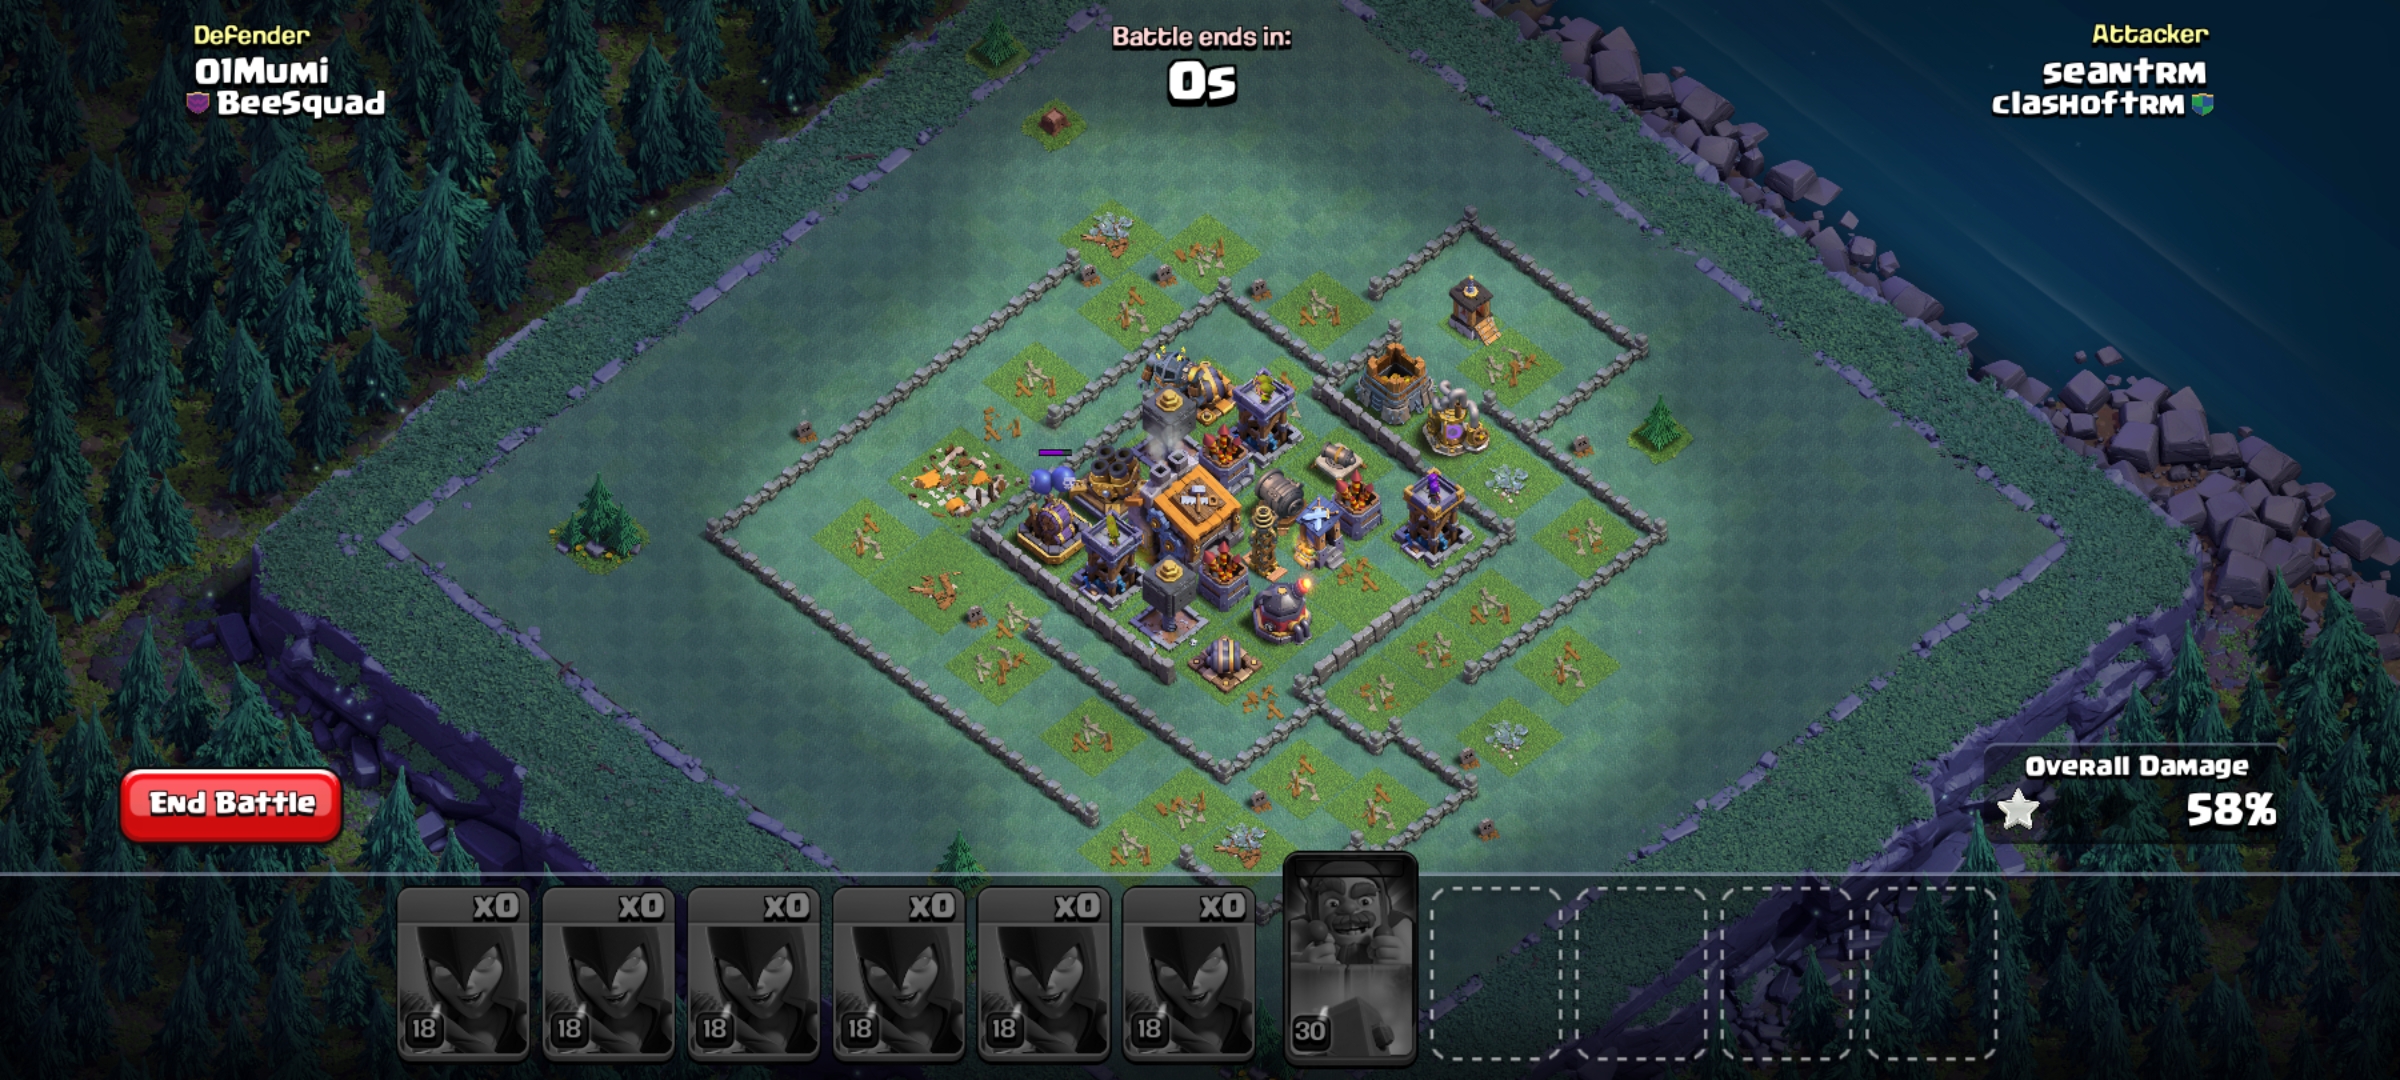 Defender
01Mumi
BeeSquad
Battle ends in:
0s
Attacker
seantRM
clashoftRM
End Battle
Overall Damage
58%
x0
x0
x0
x0
x0
x0
18
18
18
18
18
18
30